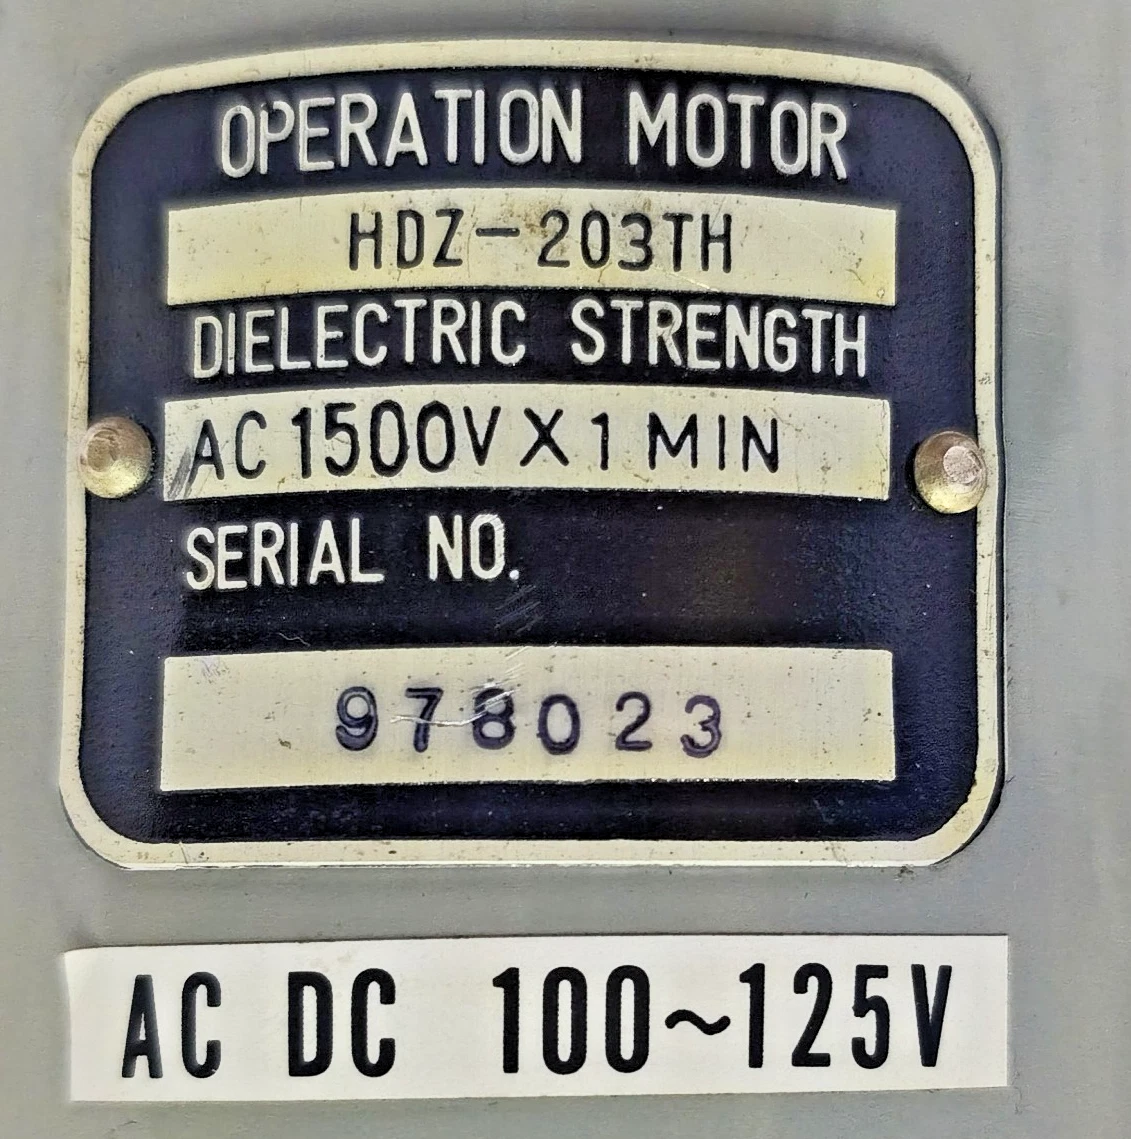 OPERATION MOTOR
HDZ-203TH
DIELECTRIC STRENGTH
AC 1500V X 1 MIN
SERIAL NO.
978023
AC DC 100~125V